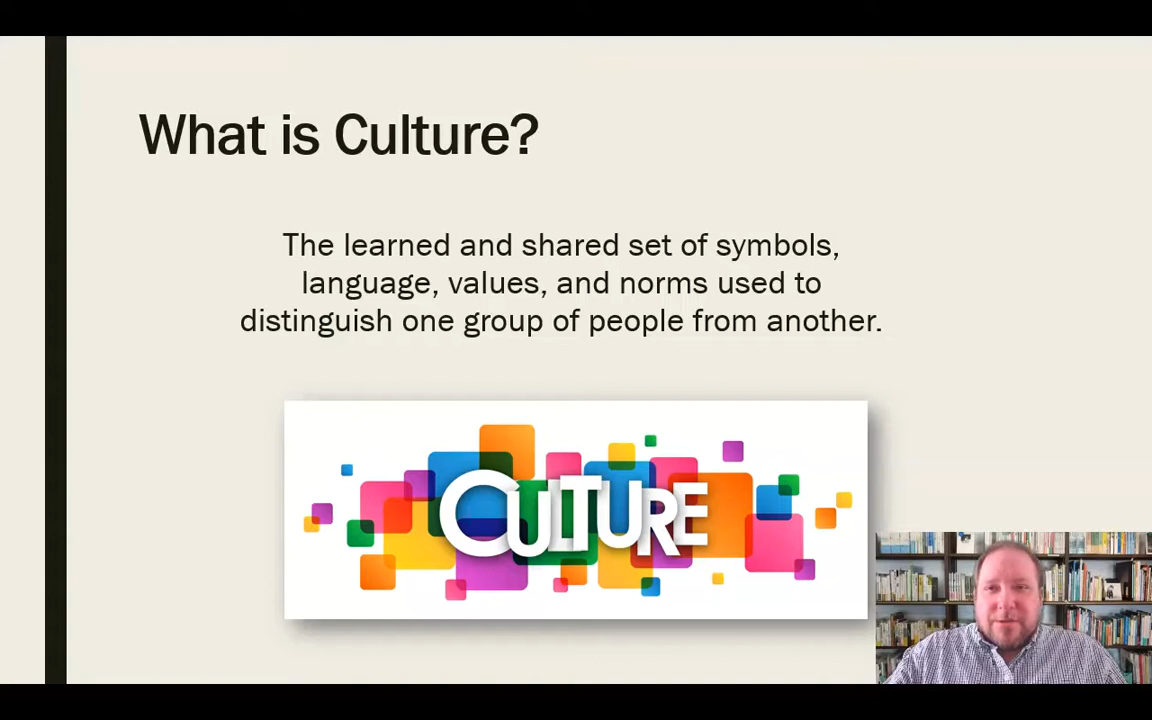 What is Culture?
The learned and shared set of symbols,
language, values, and norms used to
distinguish one group of people from another.
CULTURE